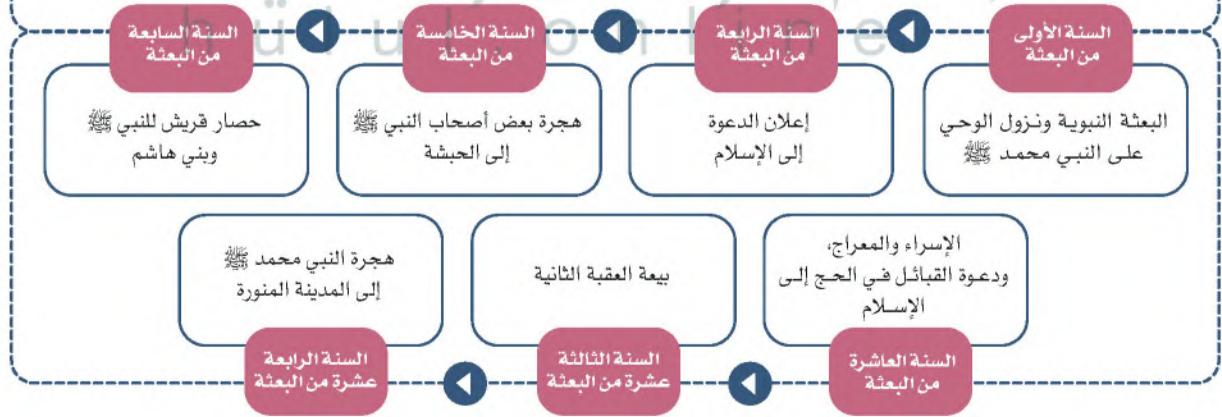 السنة الأولى
من البعثة
البعثة النبوية ونزول الوحي
على النبي محمد ﷺ
السنة الرابعة
من البعثة
إعلان الدعوة
إلى الإسلام
السنة الخامسة
من البعثة
هجرة بعض أصحاب النبي ﷺ
إلى الحبشة
السنة السابعة
من البعثة
حصار قريش للنبي ﷺ
وبني هاشم
الإسراء والمعراج،
ودعوة القبائل في الحج إلى
الإسلام
السنة العاشرة
من البعثة
بيعة العقبة الثانية
السنة الثالثة
عشرة من البعثة
هجرة النبي محمد ﷺ
إلى المدينة المنورة
السنة الرابعة
عشرة من البعثة